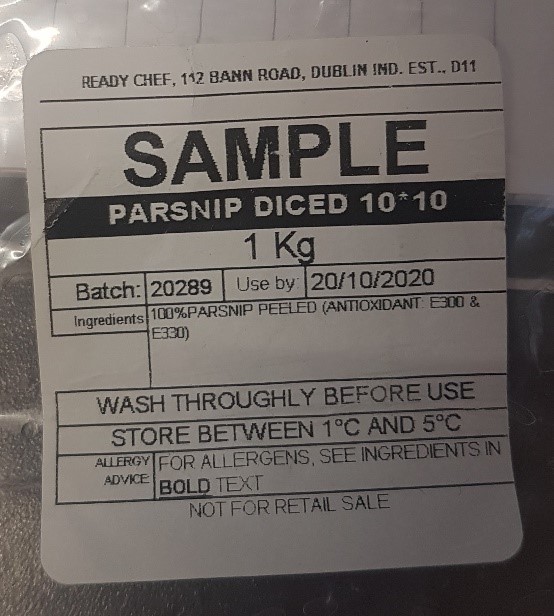 READY CHEF, 112 BANN ROAD, DUBLIN IND. EST., D11
SAMPLE
PARSNIP DICED 10*10
1 Kg
Batch: 20289 Use by: 20/10/2020
Ingredients 100%PARSNIP PEELED (ANTIOXIDANT: E300 &
E330)
WASH THROUGHLY BEFORE USE
STORE BETWEEN 1°C AND 5°C
ALLERGY FOR ALLERGENS, SEE INGREDIENTS IN
ADVICE BOLD TEXT
NOT FOR RETAIL SALE